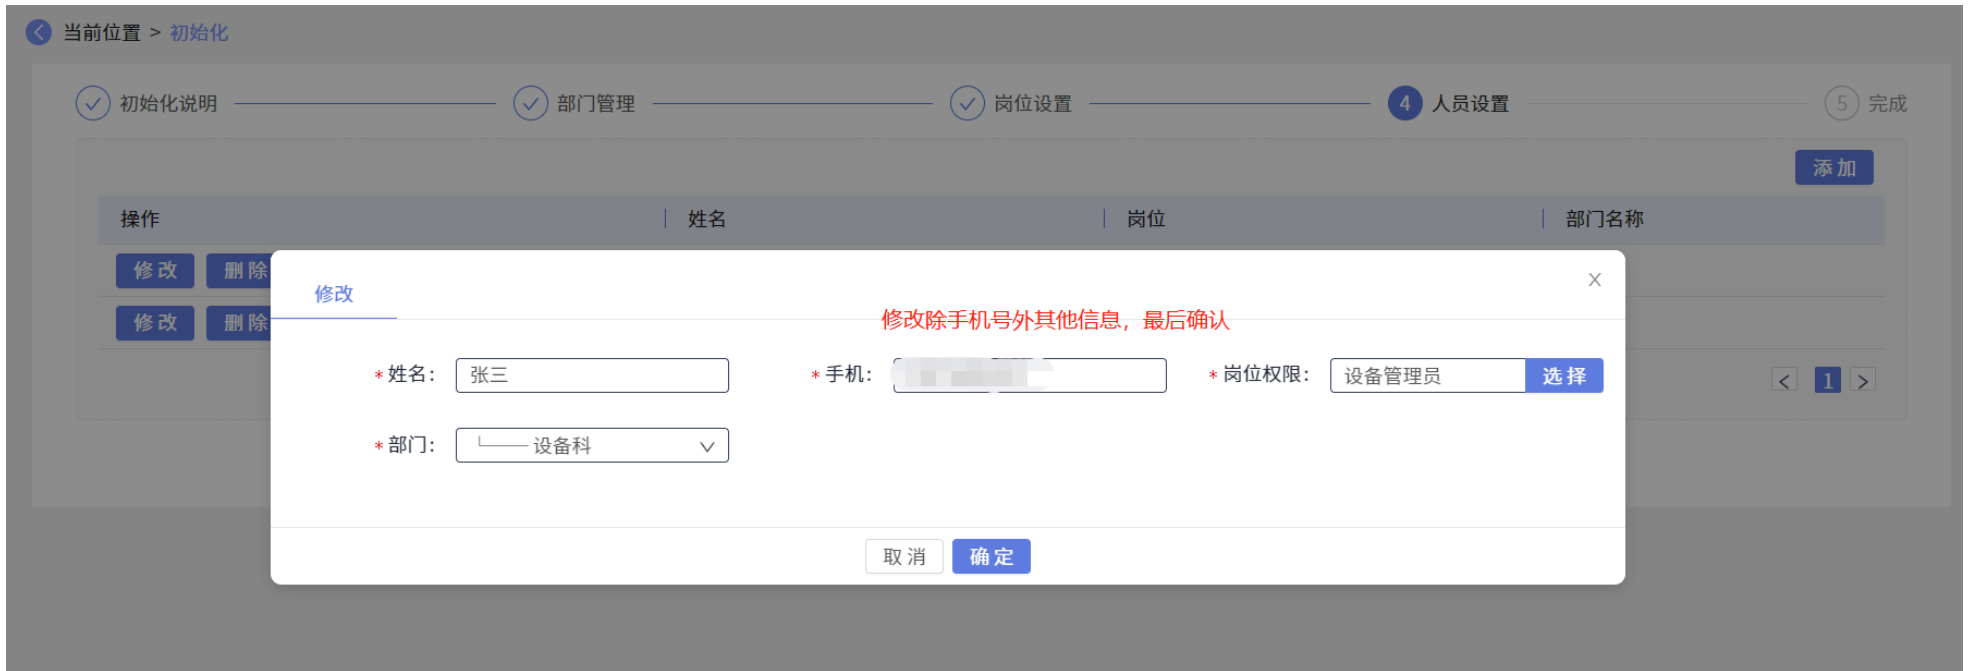 当前位置 > 初始化
初始化说明
部门管理
岗位设置
4 人员设置
5 完成
添加
操作 姓名 岗位 部门名称
修改 删除
修改
修改除手机号外其他信息，最后确认
修改 删除
*姓名： 张三 *手机： *岗位权限： 设备管理员 选择
1
*部门： 设备科
取消 确定